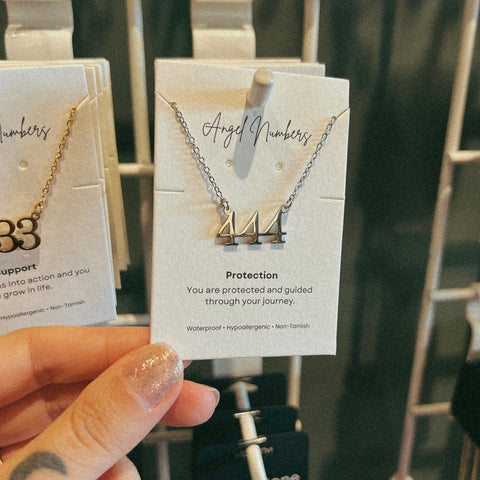 Numbers
33
upport
ns into action and you
grow in life.
Hypoallergenic • Non-Tarnish
Angel Numbers
444
Protection
You are protected and guided
through your journey.
Waterproof • Hypoallergenic • Non-Tarnish